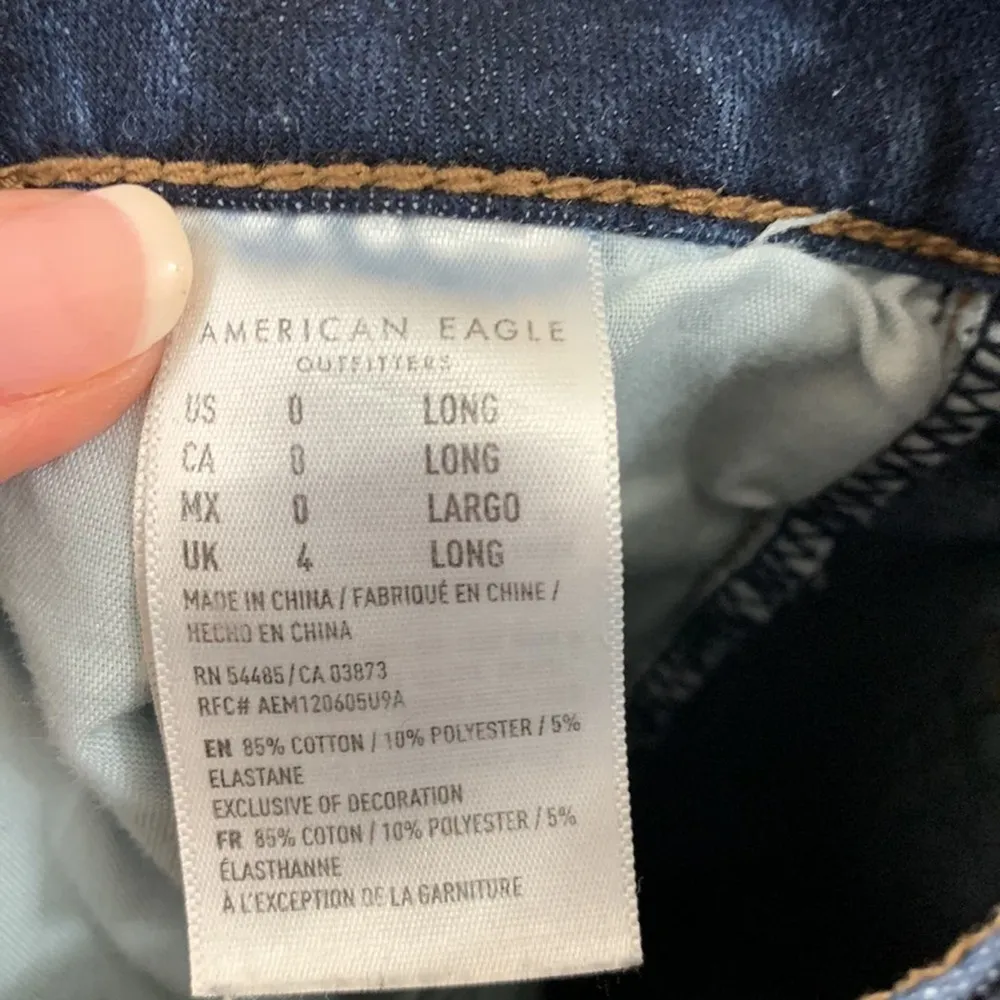 AMERICAN EAGLE
OUTFITTERS
US 0 LONG
CA 0 LONG
MX 0 LARGO
UK 4 LONG
MADE IN CHINA / FABRIQUÉ EN CHINE /
HECHO EN CHINA
RN 54485/CA 03873
RFC# AEM120605U9A
EN 85% COTTON / 10% POLYESTER / 5%
ELASTANE
EXCLUSIVE OF DECORATION
FR 85% COTON / 10% POLYESTER / 5%
ÉLASTHANNE
À L'EXCEPTION DE LA GARNITURE